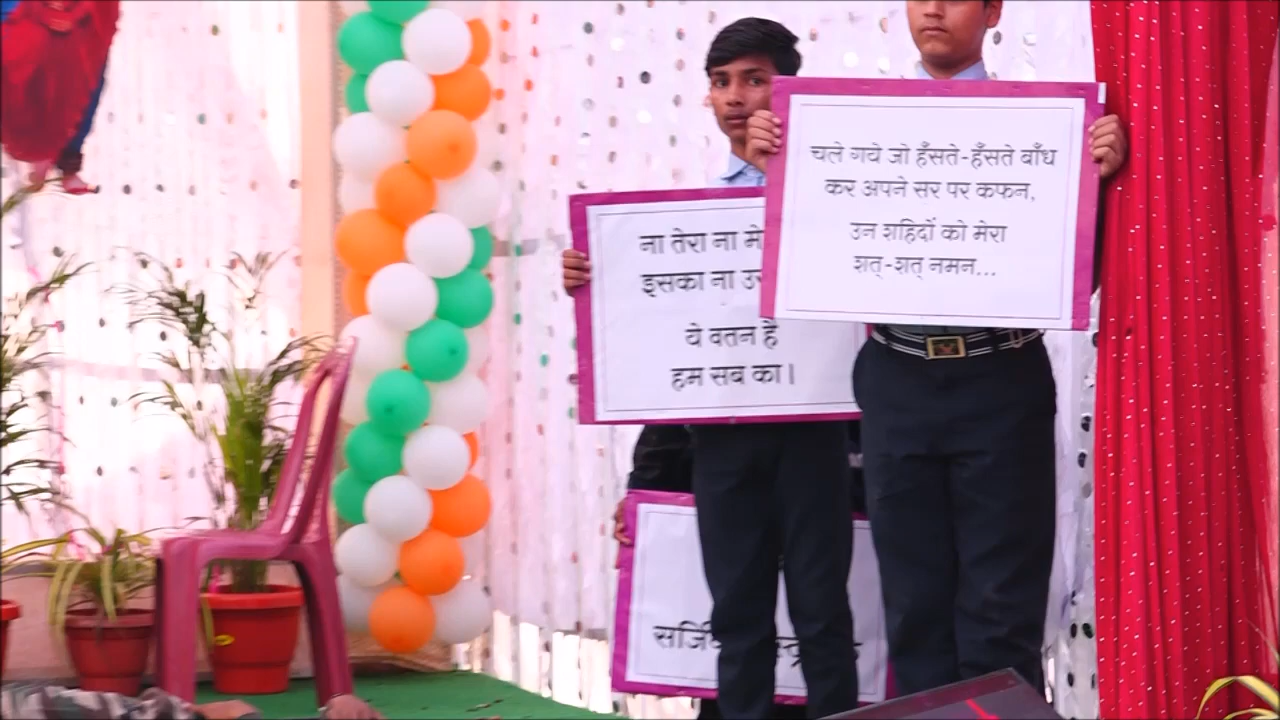 चले गये जो हँसते-हँसते बाँध
कर अपने सर पर कफन,
उन शहिदों को मेरा
शत्-शत् नमन...
ना तेरा ना
इसका ना
ये वतन है
हम सब का।